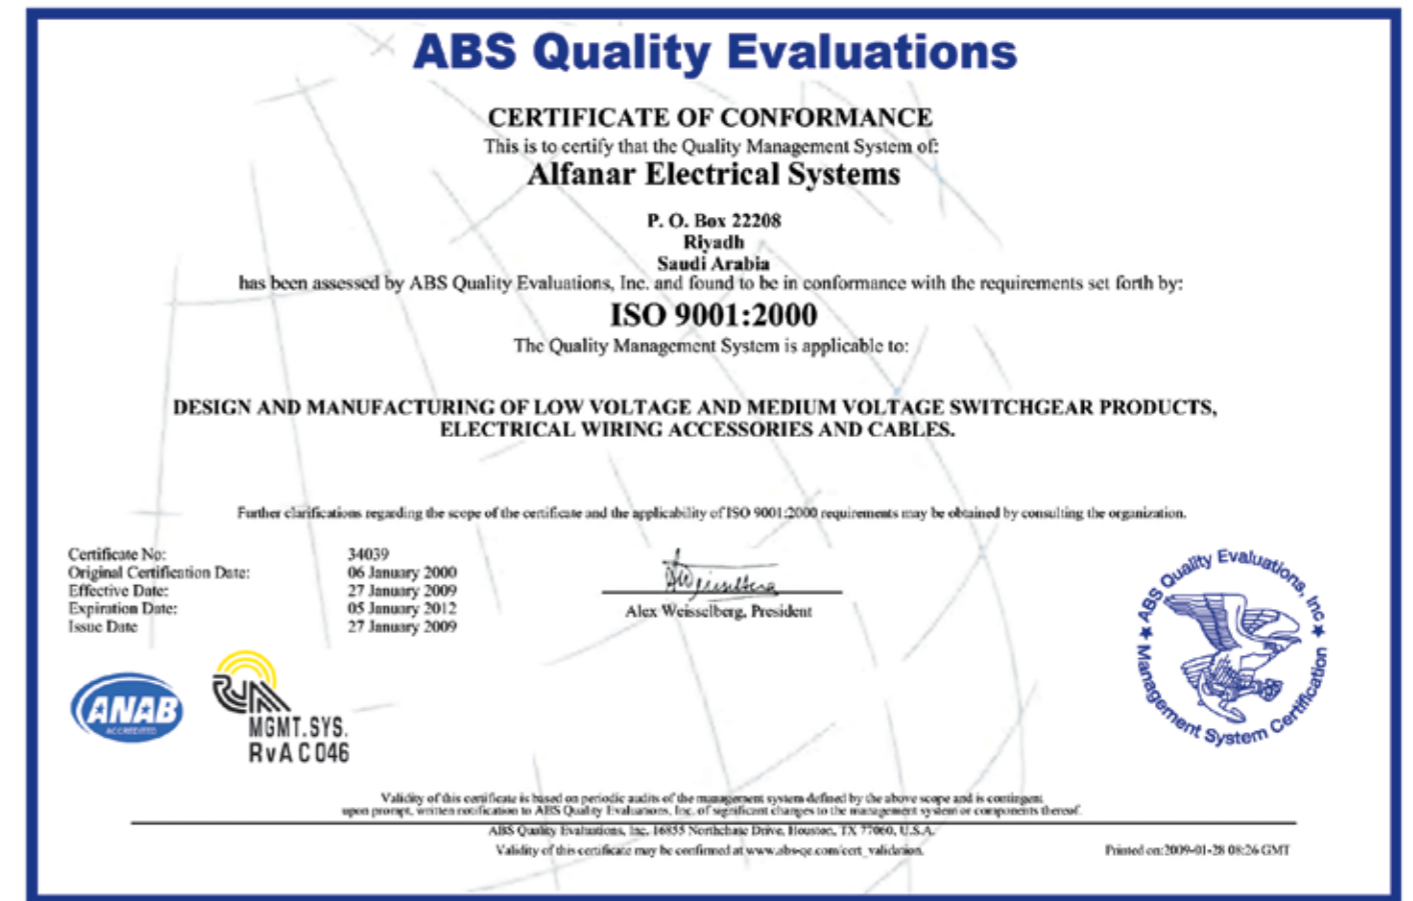 ABS Quality Evaluations
CERTIFICATE OF CONFORMANCE
This is to certify that the Quality Management System of:
Alfanar Electrical Systems
P. O. Box 22208
Riyadh
Saudi Arabia
has been assessed by ABS Quality Evaluations, Inc. and found to be in conformance with the requirements set forth by:
ISO 9001:2000
The Quality Management System is applicable to:
DESIGN AND MANUFACTURING OF LOW VOLTAGE AND MEDIUM VOLTAGE SWITCHGEAR PRODUCTS,
ELECTRICAL WIRING ACCESSORIES AND CABLES.
Further clarifications regarding the scope of the certificate and the applicability of ISO 9001:2000 requirements may be obtained by consulting the organization.
Certificate No: 34039
Original Certification Date: 06 January 2000
Effective Date: 27 January 2009
Expiration Date: 05 January 2012
Issue Date 27 January 2009
Alex Weisselberg, President
ABS Quality Evaluations, Inc
★ Management System Certification ★
ANAB
ACCREDITED
RvA
MGMT.SYS.
RvA C 046
Validity of this certificate is based on periodic audits of the management system defined by the above scope and is contingent
upon prompt, written notification to ABS Quality Evaluations, Inc. of significant changes to the management system or components thereof.
ABS Quality Evaluations, Inc. 16855 Northchase Drive, Houston, TX 77060, U.S.A.
Validity of this certificate may be confirmed at www.abs-qe.com/cert_validation.
Printed on:2009-01-28 08:26 GMT